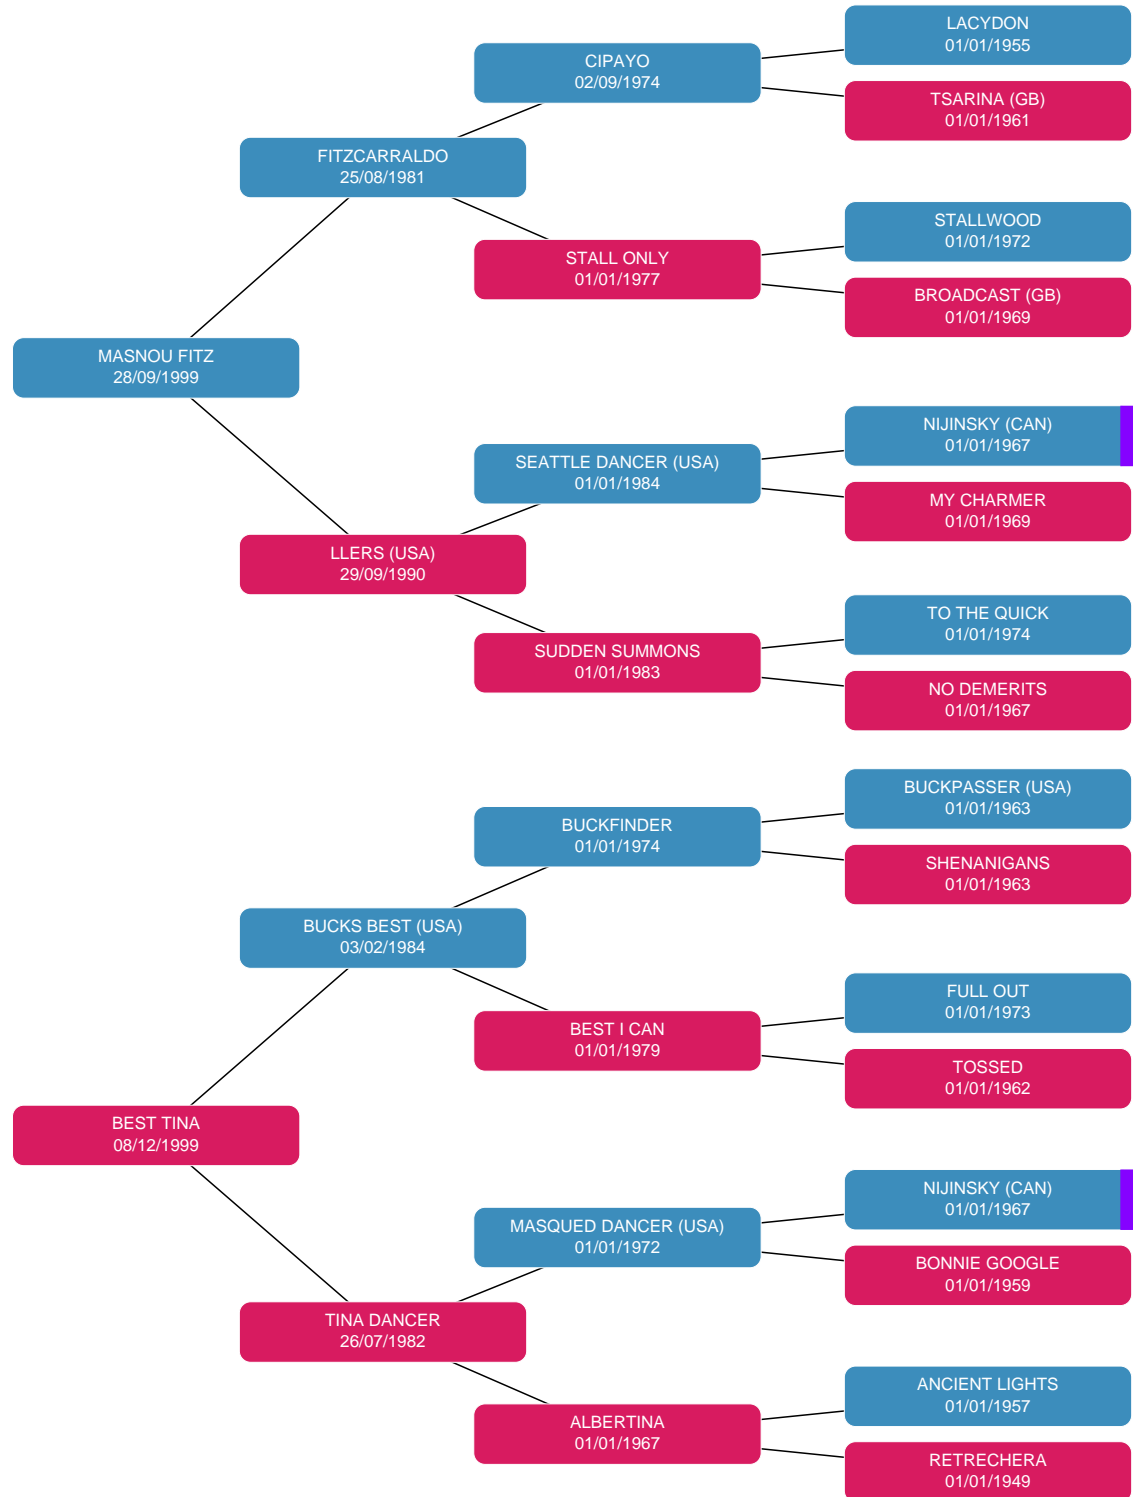 LACYDON
01/01/1955
CIPAYO
02/09/1974
TSARINA (GB)
01/01/1961
FITZCARRALDO
25/08/1981
STALLWOOD
01/01/1972
STALL ONLY
01/01/1977
BROADCAST (GB)
01/01/1969
MASNOU FITZ
28/09/1999
NIJINSKY (CAN)
01/01/1967
SEATTLE DANCER (USA)
01/01/1984
MY CHARMER
01/01/1969
LLERS (USA)
29/09/1990
TO THE QUICK
01/01/1974
SUDDEN SUMMONS
01/01/1983
NO DEMERITS
01/01/1967
BUCKPASSER (USA)
01/01/1963
BUCKFINDER
01/01/1974
SHENANIGANS
01/01/1963
BUCKS BEST (USA)
03/02/1984
FULL OUT
01/01/1973
BEST I CAN
01/01/1979
TOSSED
01/01/1962
BEST TINA
08/12/1999
NIJINSKY (CAN)
01/01/1967
MASQUED DANCER (USA)
01/01/1972
BONNIE GOOGLE
01/01/1959
TINA DANCER
26/07/1982
ANCIENT LIGHTS
01/01/1957
ALBERTINA
01/01/1967
RETRECHERA
01/01/1949